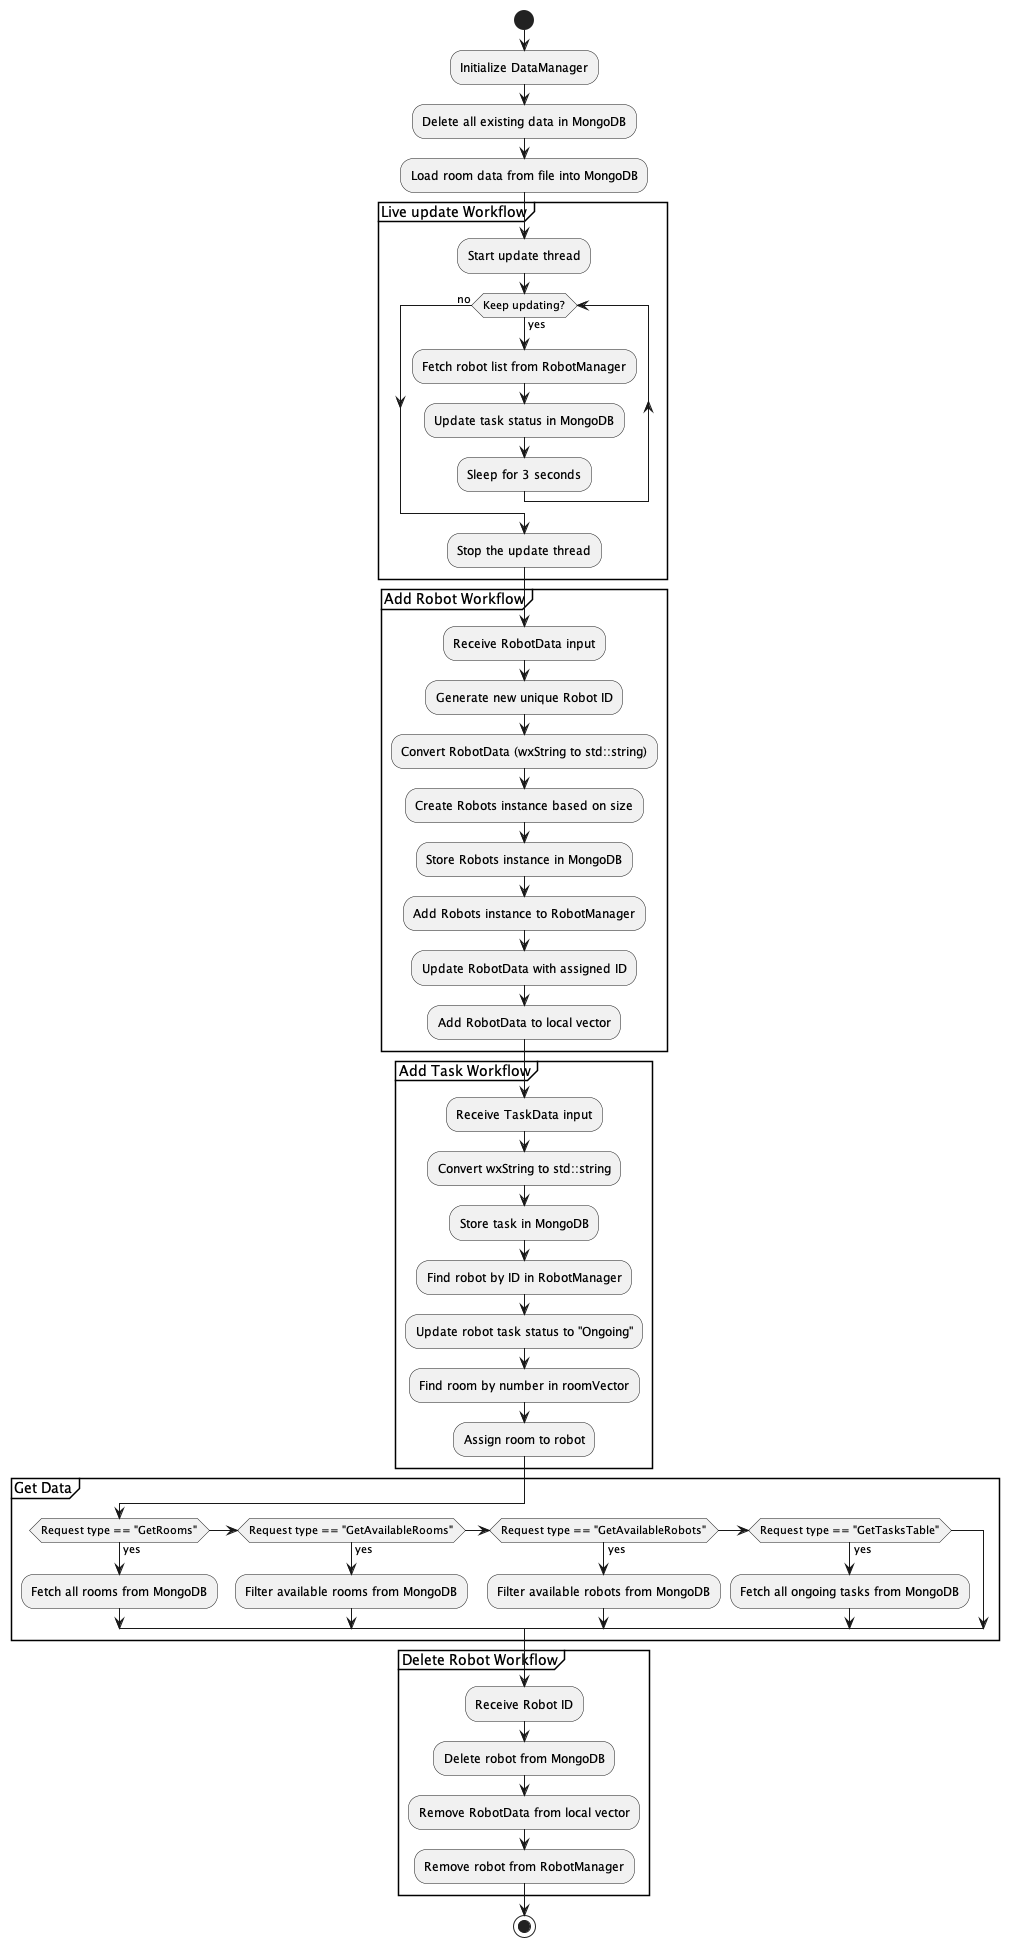 Initialize DataManager
Delete all existing data in MongoDB
Load room data from file into MongoDB
Live update Workflow
Start update thread
no
Keep updating?
yes
Fetch robot list from RobotManager
Update task status in MongoDB
Sleep for 3 seconds
Stop the update thread
Add Robot Workflow
Receive RobotData input
Generate new unique Robot ID
Convert RobotData (wxString to std::string)
Create Robots instance based on size
Store Robots instance in MongoDB
Add Robots instance to RobotManager
Update RobotData with assigned ID
Add RobotData to local vector
Add Task Workflow
Receive TaskData input
Convert wxString to std::string
Store task in MongoDB
Find robot by ID in RobotManager
Update robot task status to "Ongoing"
Find room by number in roomVector
Assign room to robot
Get Data
Request type == "GetRooms"
yes
Fetch all rooms from MongoDB
Request type == "GetAvailableRooms"
yes
Filter available rooms from MongoDB
Request type == "GetAvailableRobots"
yes
Filter available robots from MongoDB
Request type == "GetTasksTable"
yes
Fetch all ongoing tasks from MongoDB
Delete Robot Workflow
Receive Robot ID
Delete robot from MongoDB
Remove RobotData from local vector
Remove robot from RobotManager